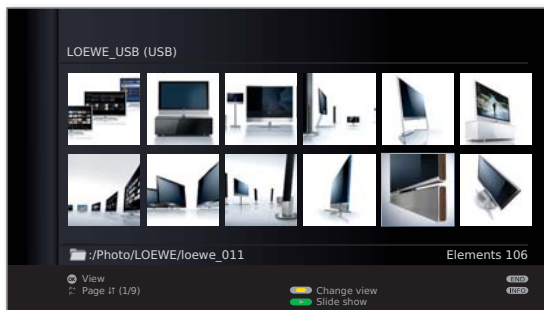 LOEWE_USB (USB)
:/Photo/LOEWE/loewe_011
Elements 106
OK View
END
P+ P- Page ↓↑ (1/9)
INFO
Change view
Slide show